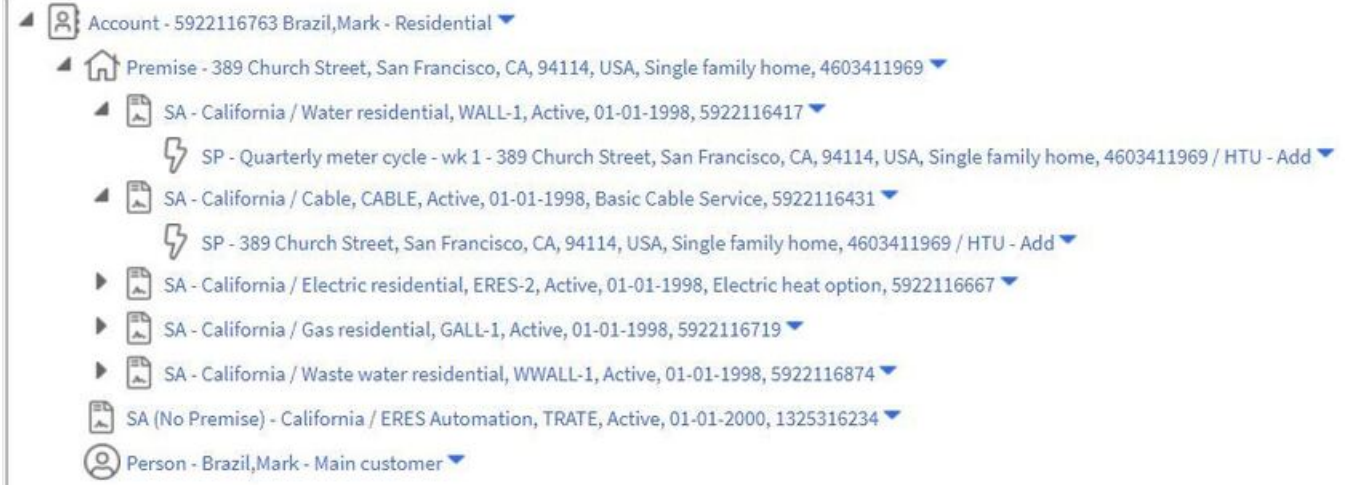 Account - 5922116763 Brazil,Mark - Residential
Premise - 389 Church Street, San Francisco, CA, 94114, USA, Single family home, 4603411969
SA - California / Water residential, WALL-1, Active, 01-01-1998, 5922116417
SP - Quarterly meter cycle - wk 1 - 389 Church Street, San Francisco, CA, 94114, USA, Single family home, 4603411969 / HTU - Add
SA - California / Cable, CABLE, Active, 01-01-1998, Basic Cable Service, 5922116431
SP - 389 Church Street, San Francisco, CA, 94114, USA, Single family home, 4603411969 / HTU - Add
SA - California / Electric residential, ERES-2, Active, 01-01-1998, Electric heat option, 5922116667
SA - California / Gas residential, GALL-1, Active, 01-01-1998, 5922116719
SA - California / Waste water residential, WWALL-1, Active, 01-01-1998, 5922116874
SA (No Premise) - California / ERES Automation, TRATE, Active, 01-01-2000, 1325316234
Person - Brazil,Mark - Main customer